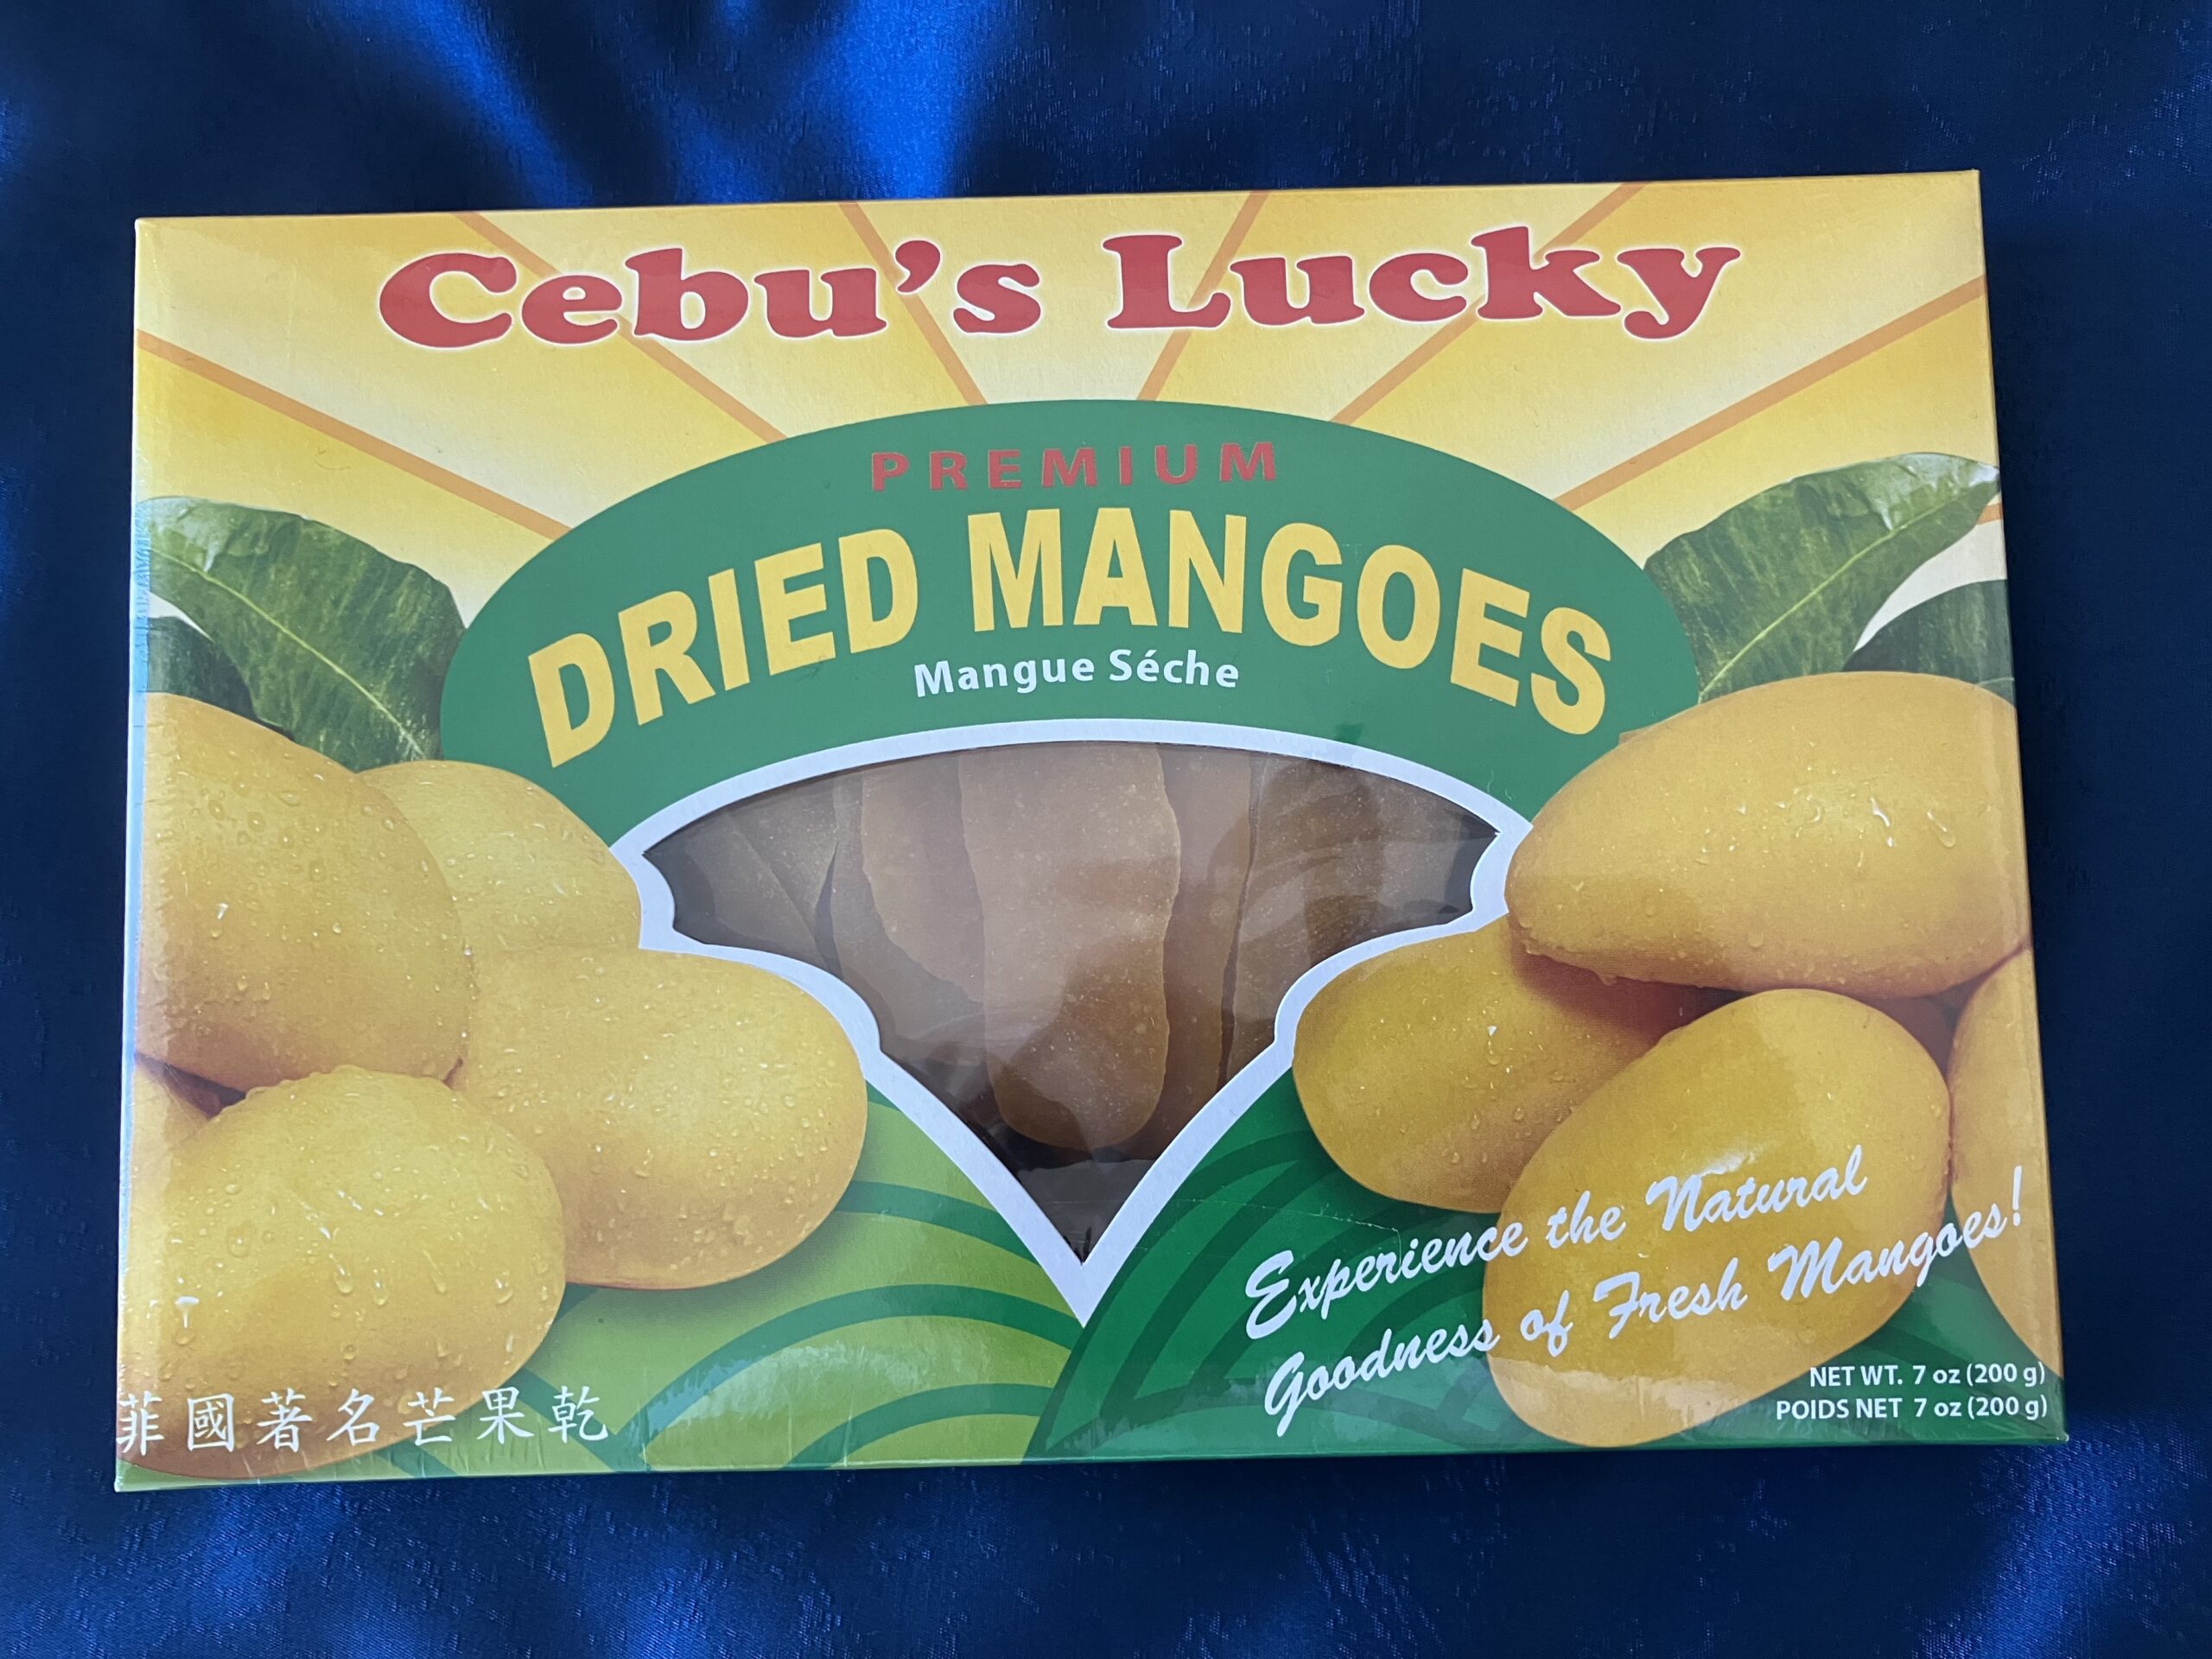 Cebu's Lucky
PREMIUM
DRIED MANGOES
Mangue Séche
Experience the Natural
Goodness of Fresh Mangoes!
NET WT. 7 oz (200 g)
POIDS NET 7 oz (200 g)
菲國著名芒果乾